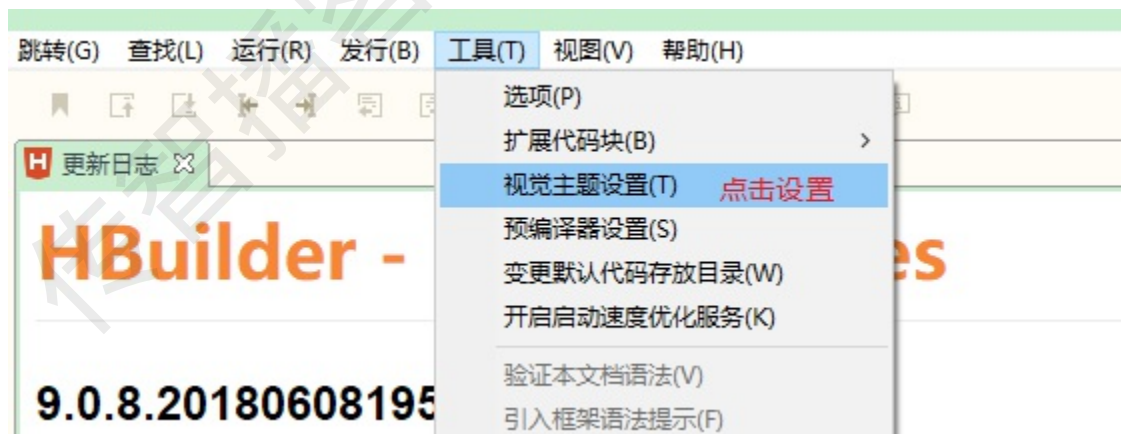 跳转(G) 查找(L) 运行(R) 发行(B) 工具(T) 视图(V) 帮助(H)
选项(P)
扩展代码块(B) >
更新日志
视觉主题设置(T) 点击设置
预编译器设置(S)
HBuilder - es
变更默认代码存放目录(W)
开启启动速度优化服务(K)
验证本文档语法(V)
9.0.8.20180608195
引入框架语法提示(F)
传智播客